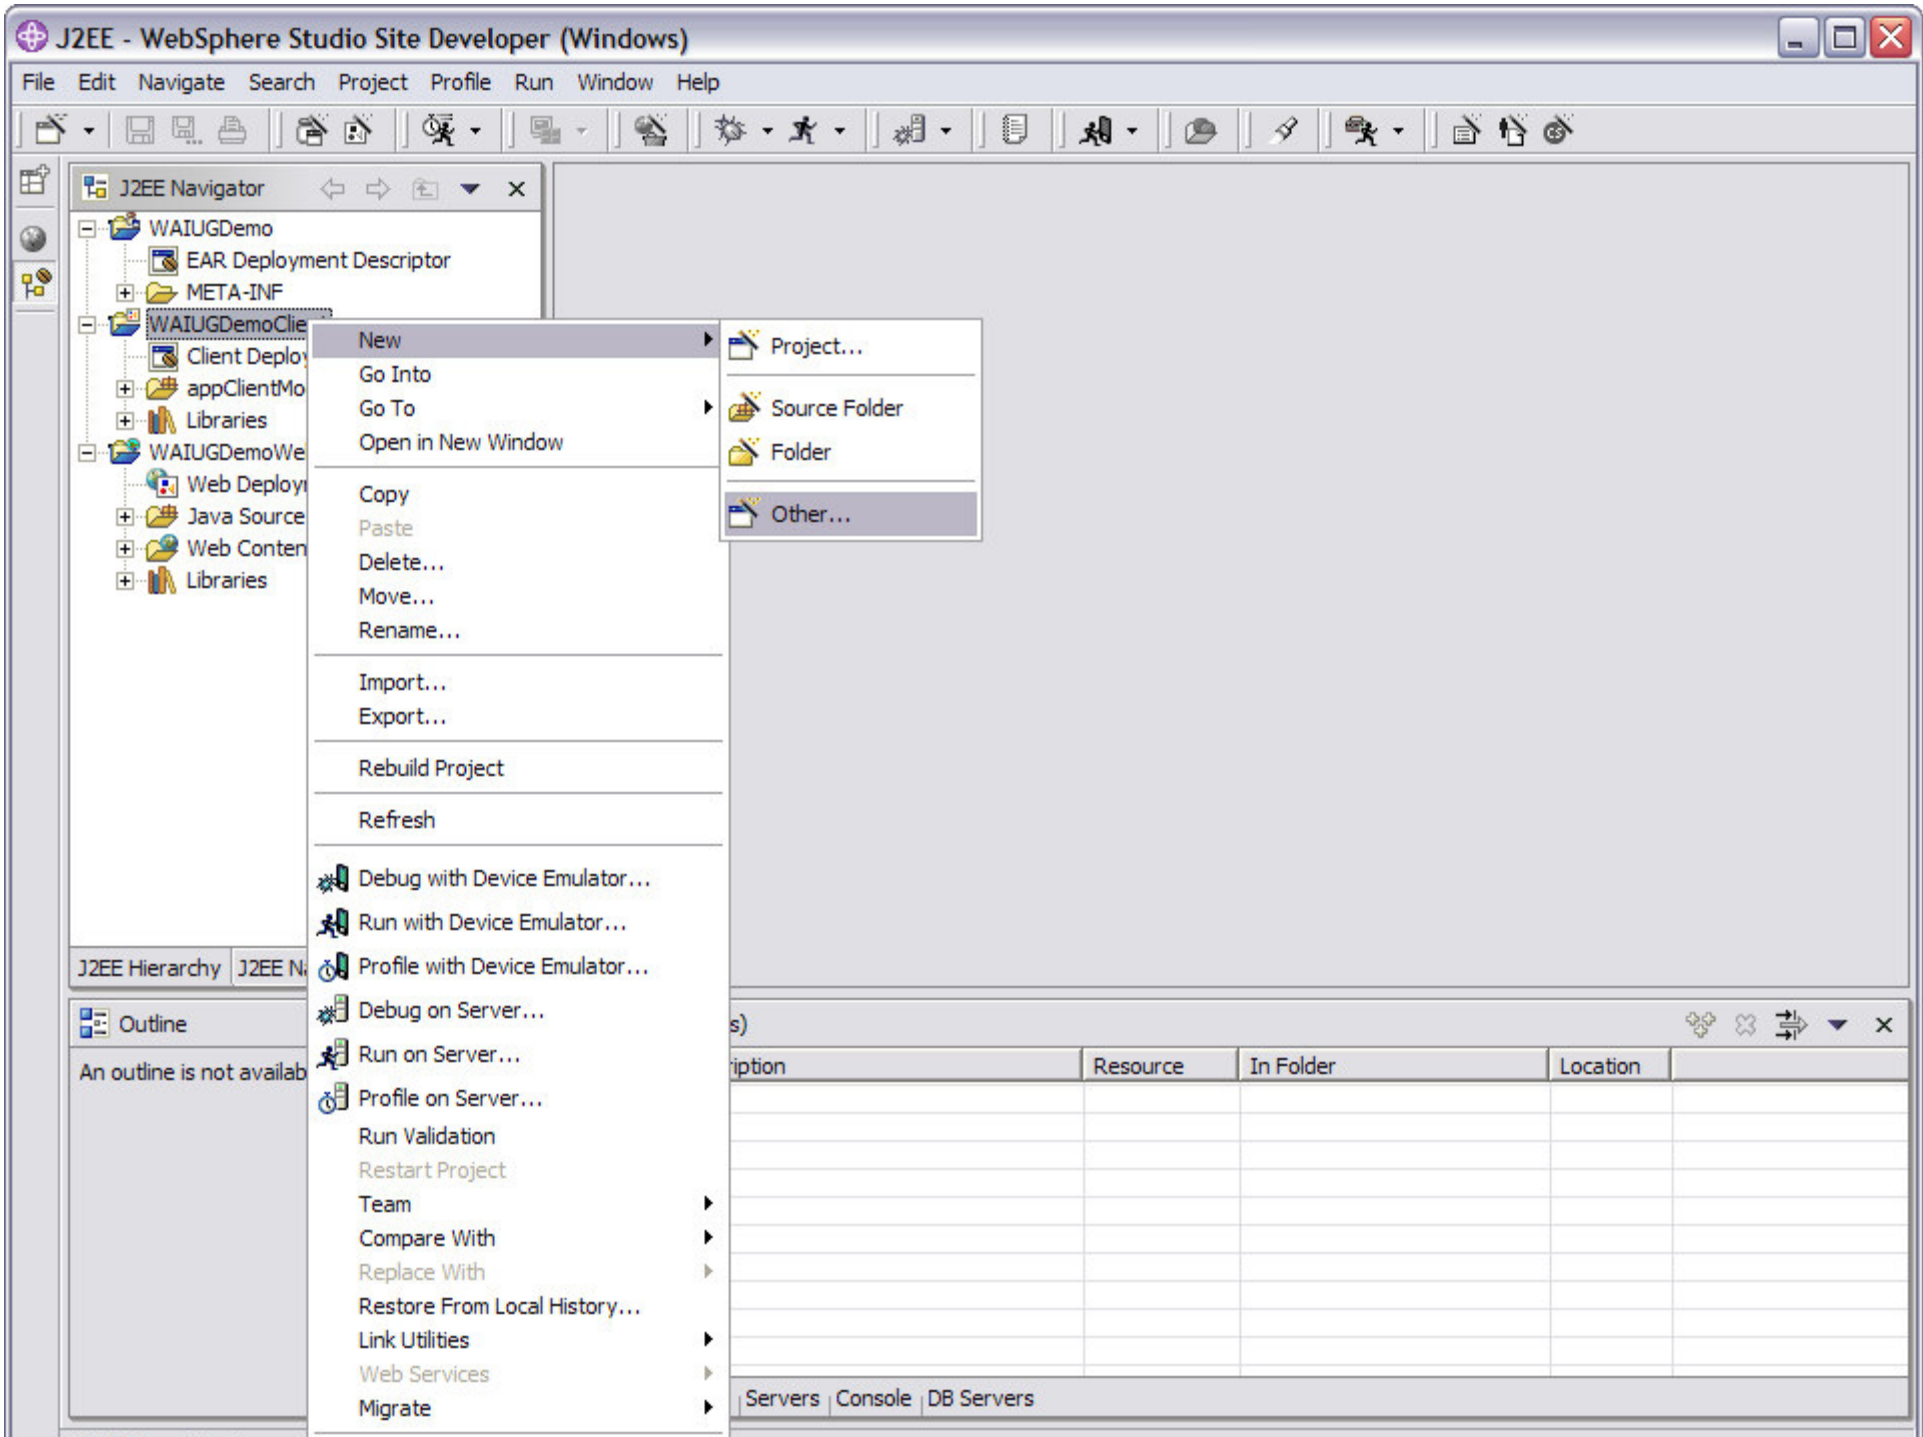 J2EE - WebSphere Studio Site Developer (Windows)
File Edit Navigate Search Project Profile Run Window Help
J2EE Navigator
WAIUGDemo
EAR Deployment Descriptor
META-INF
WAIUGDemoClie
Client Deploy
appClientMo
Libraries
WAIUGDemoWe
Web Deploy
Java Source
Web Conten
Libraries
New
Go Into
Go To
Open in New Window
Copy
Paste
Delete...
Move...
Rename...
Import...
Export...
Rebuild Project
Refresh
Debug with Device Emulator...
Run with Device Emulator...
Profile with Device Emulator...
Debug on Server...
Run on Server...
Profile on Server...
Run Validation
Restart Project
Team
Compare With
Replace With
Restore From Local History...
Link Utilities
Web Services
Migrate
Project...
Source Folder
Folder
Other...
J2EE Hierarchy J2EE Na
Outline
An outline is not availab
s)
ription Resource In Folder Location
Servers Console DB Servers